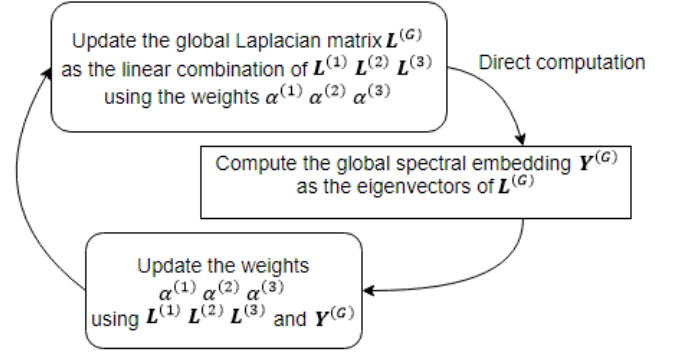 Update the global Laplacian matrix L^(G)
as the linear combination of L^(1) L^(2) L^(3)
using the weights α^(1) α^(2) α^(3)
Direct computation
Compute the global spectral embedding Y^(G)
as the eigenvectors of L^(G)
Update the weights
α^(1) α^(2) α^(3)
using L^(1) L^(2) L^(3) and Y^(G)